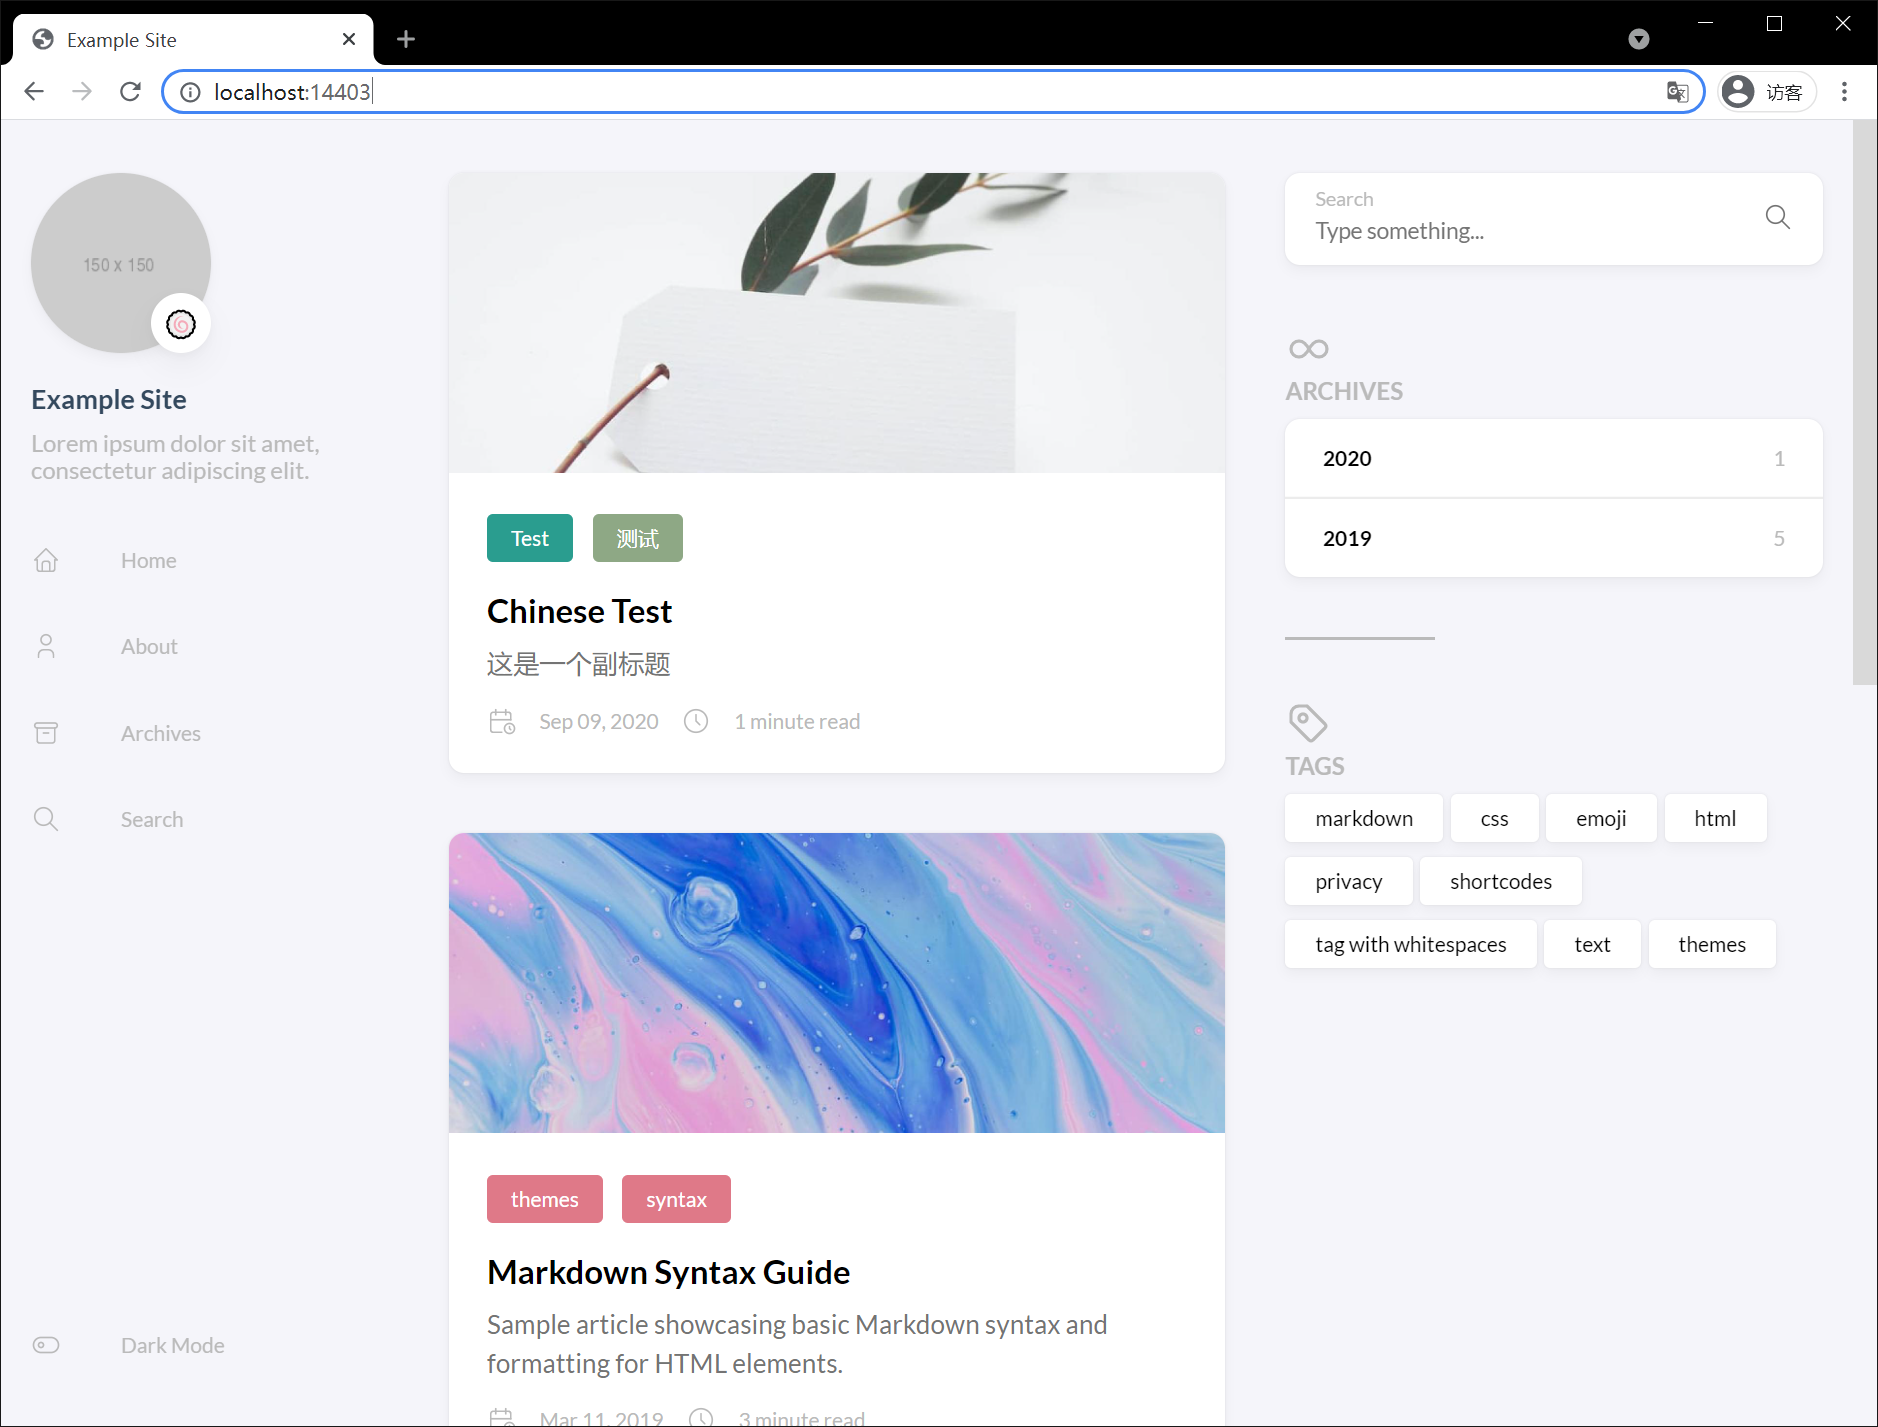 Example Site
localhost:14403
访客
150 x 150
Example Site
Lorem ipsum dolor sit amet,
consectetur adipiscing elit.
Home
About
Archives
Search
Dark Mode
Test
测试
Chinese Test
这是一个副标题
Sep 09, 2020
1 minute read
themes
syntax
Markdown Syntax Guide
Sample article showcasing basic Markdown syntax and
formatting for HTML elements.
Mar 11, 2019
3 minute read
Search
Type something...
ARCHIVES
2020 1
2019 5
TAGS
markdown css emoji html
privacy shortcodes
tag with whitespaces text themes